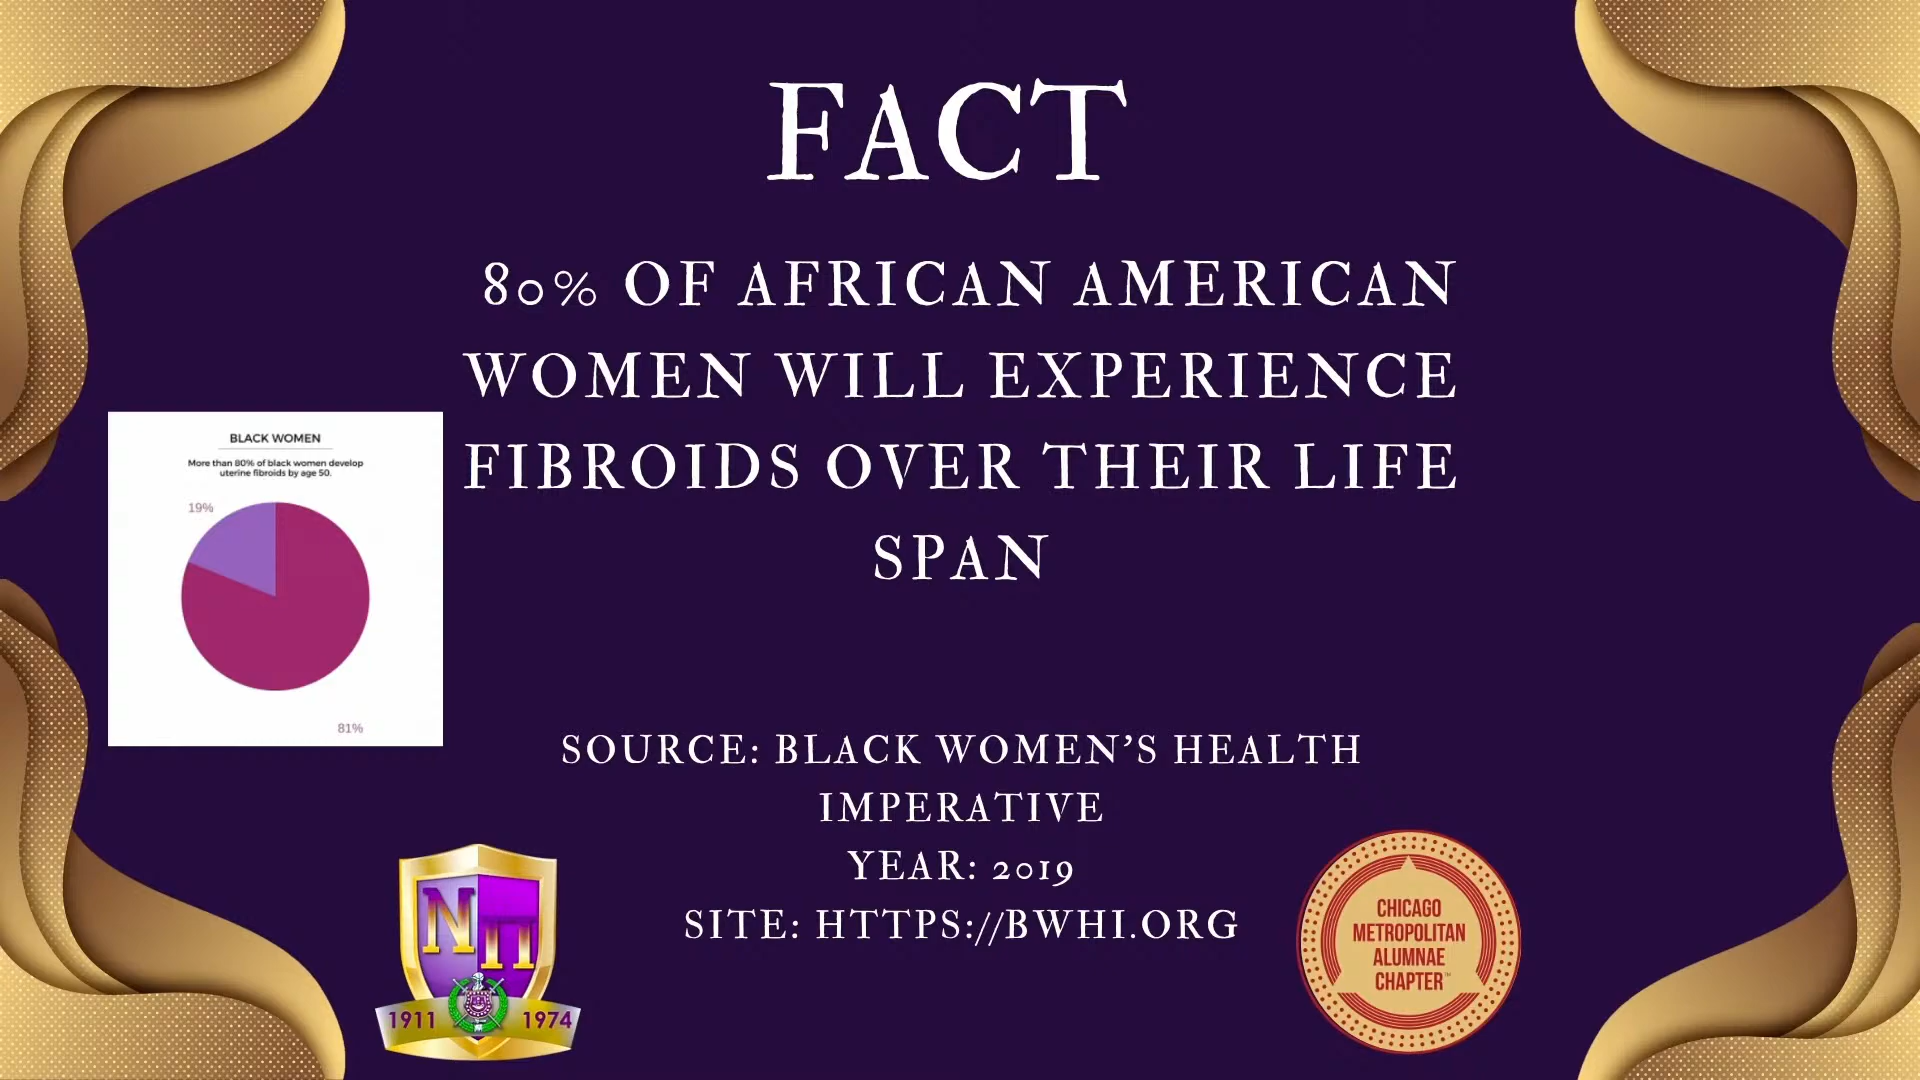 FACT
80% OF AFRICAN AMERICAN
WOMEN WILL EXPERIENCE
FIBROIDS OVER THEIR LIFE
SPAN
BLACK WOMEN
More than 80% of black women develop
uterine fibroids by age 50.
19%
81%
SOURCE: BLACK WOMEN'S HEALTH
IMPERATIVE
YEAR: 2019
SITE: HTTPS://BWHI.ORG
N Π
1911 1974
CHICAGO
METROPOLITAN
ALUMNAE
CHAPTER™